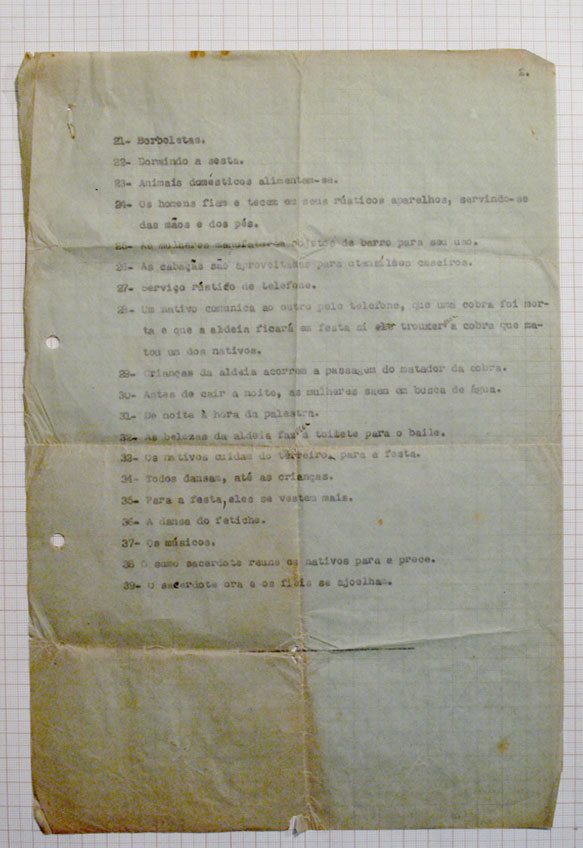 2.
21- Borboletas.
22- Dormindo a sesta.
23- Animais domésticos alimentam-se.
24- Os homens fiam e tecem em seus rústicos aparelhos, servindo-se
das mãos e dos pés.
25- As mulheres manufaturam objetos de barro para seu uso.
26- As cabaças são aproveitadas para utensílios caseiros.
27- Serviço rústico de telefone.
28- Um nativo comunica ao outro pelo telefone, que uma cobra foi mor-
ta e que a aldeia ficará em festa si trouxer a cobra que ma-
tou um dos nativos.
29- Crianças da aldeia acorrem a passagem do matador da cobra.
30- Antes de cair a noite, as mulheres saem em busca de água.
31- De noite à hora da palestra.
32- As belezas da aldeia a toilete para o baile.
33- Os nativos cuidam do terreiro, para a festa.
34- Todos dansam, até as crianças.
35- Para a festa, eles se vestem mais.
36- A dansa do fetiche.
37- Os músicos.
38 O sumo sacerdote reune os nativos para a prece.
39- O sacerdote ora e os fieis se ajoelham.